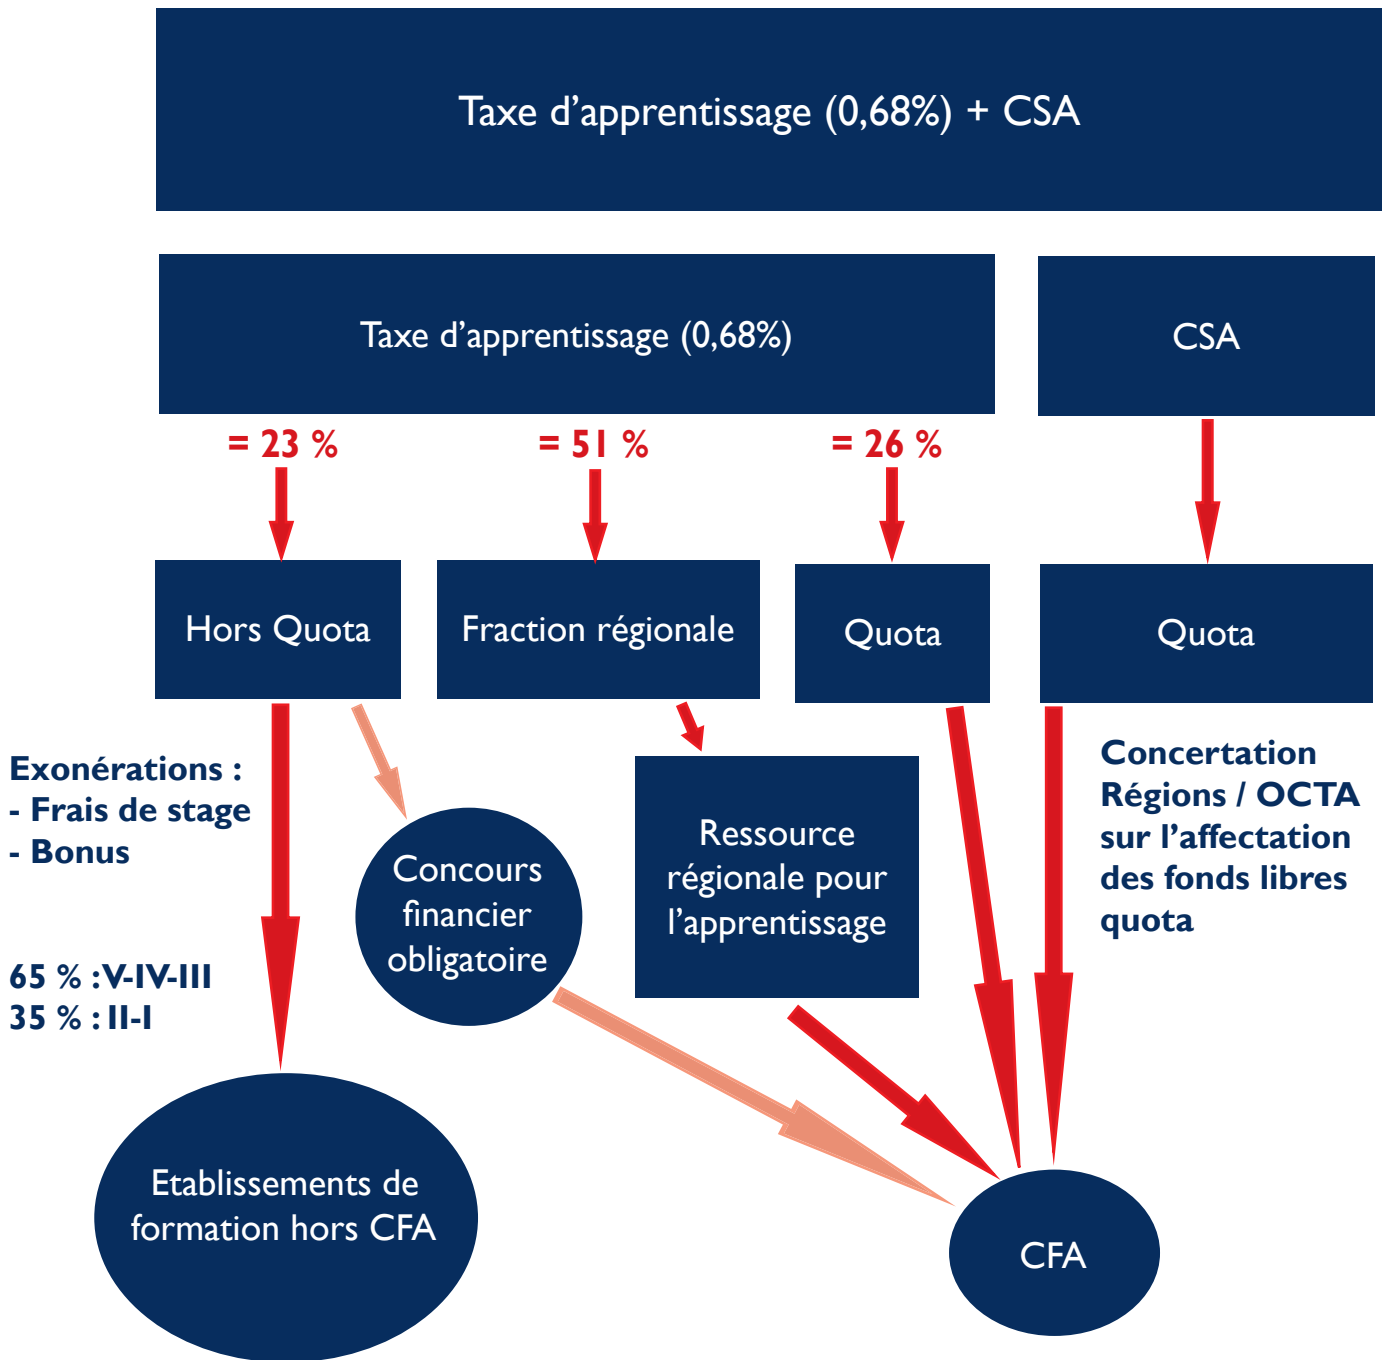 Taxe d'apprentissage (0,68%) + CSA
Taxe d'apprentissage (0,68%)
CSA
= 23 %
= 51 %
= 26 %
Hors Quota
Fraction régionale
Quota
Quota
Exonérations :
- Frais de stage
- Bonus
65 % : V-IV-III
35 % : II-I
Concours
financier
obligatoire
Ressource
régionale pour
l'apprentissage
Concertation
Régions / OCTA
sur l'affectation
des fonds libres
quota
Etablissements de
formation hors CFA
CFA